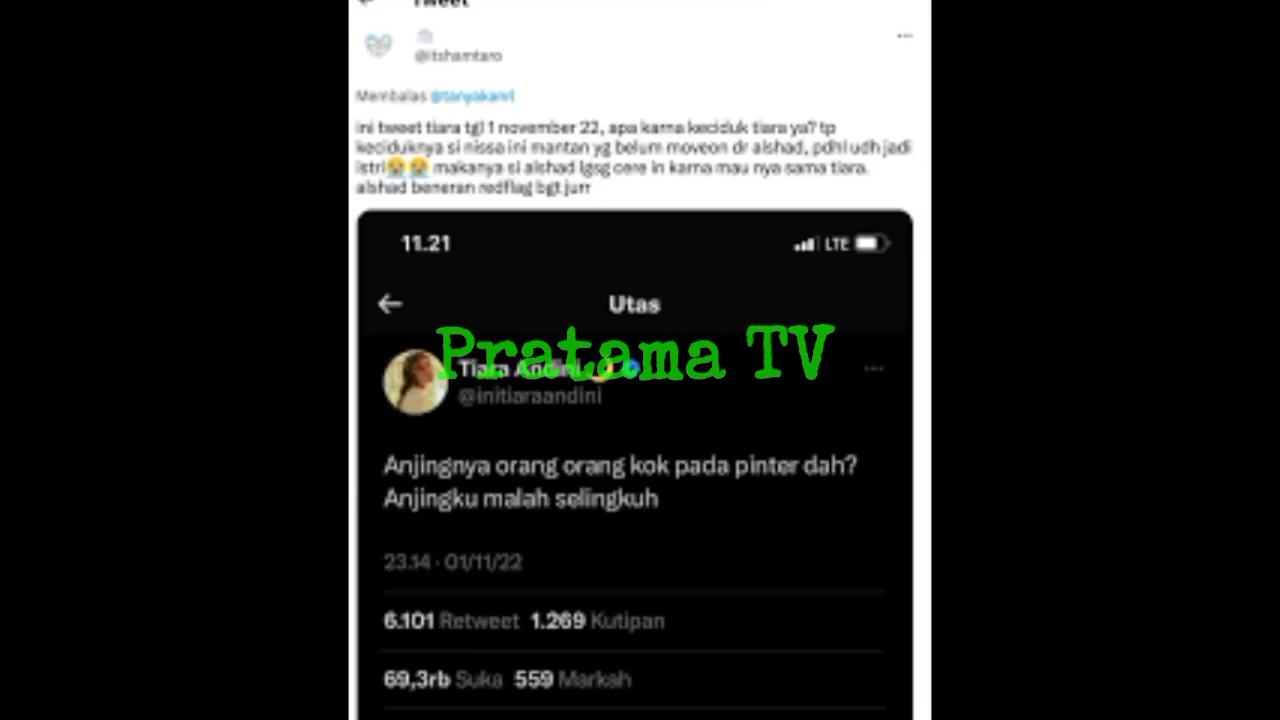 Tweet
@itshamtaro
Membalas @tanyakanrl
ini tweet tiara tgl 1 november 22, apa karna keciduk tiara ya? tp
keciduknya si nissa ini mantan yg belum moveon dr alshad, pdhl udh jadi
istri😭😭 makanya si alshad lgsg cere in karna mau nya sama tiara.
alshad beneran redflag bgt jurr
11.21 LTE
Utas
Pratama TV
Tiara Andini
@initiaraandini
Anjingnya orang orang kok pada pinter dah?
Anjingku malah selingkuh
23.14 · 01/11/22
6.101 Retweet 1.269 Kutipan
69,3rb Suka 559 Markah